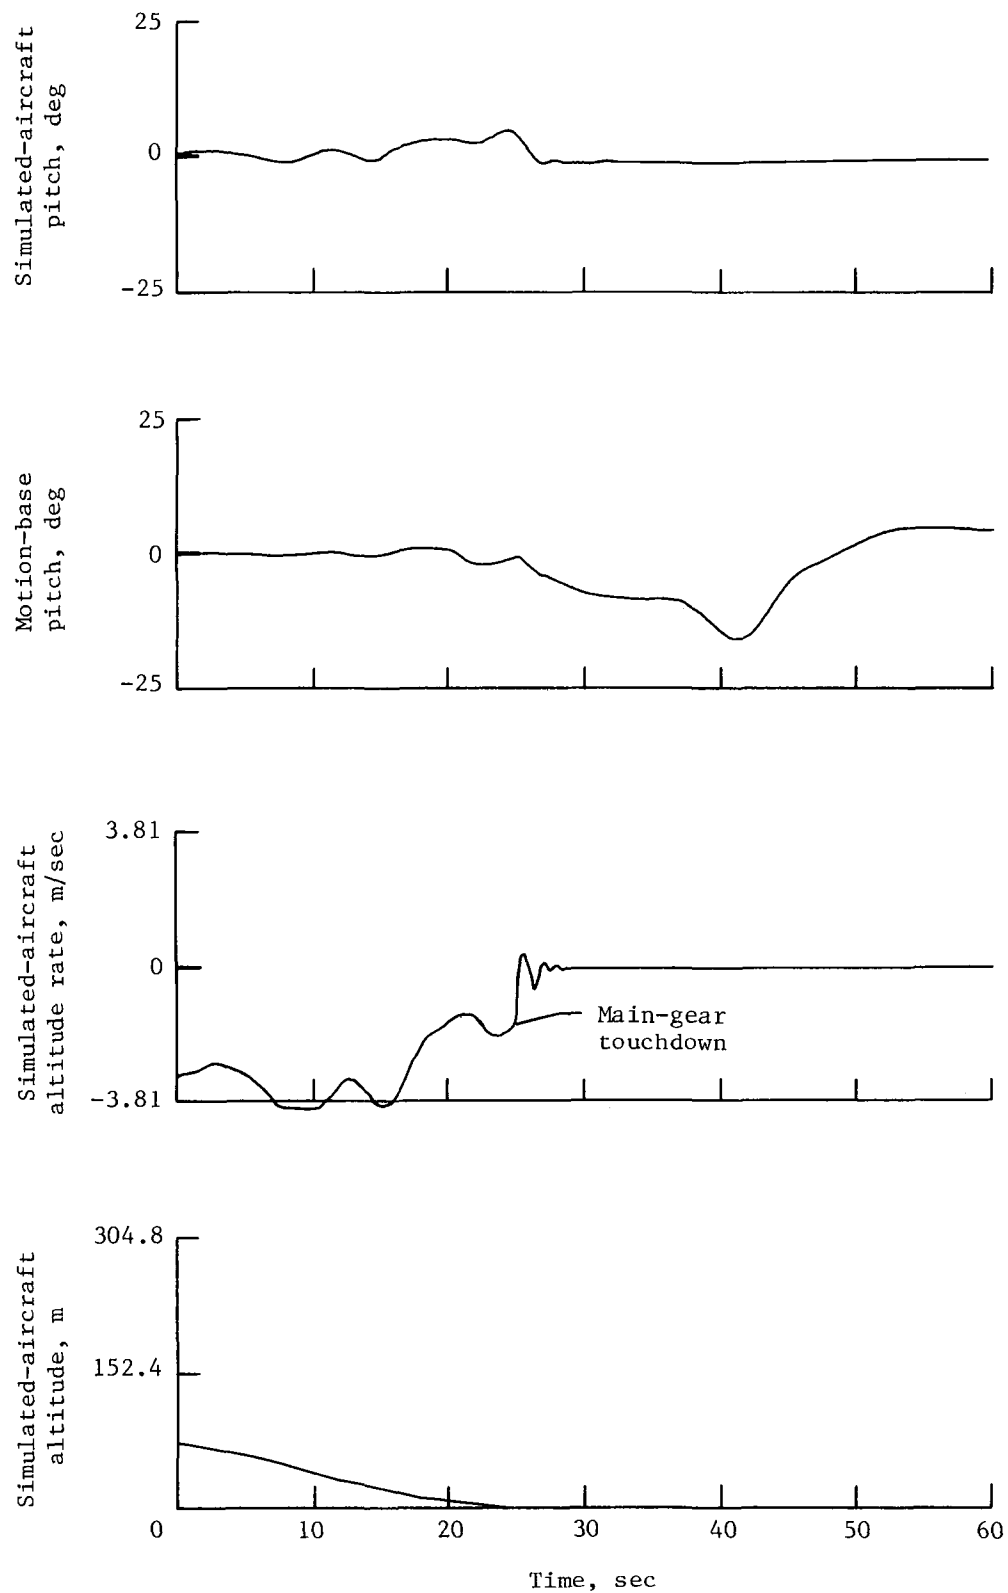 Simulated-aircraft
pitch, deg
25
0
-25
Motion-base
pitch, deg
25
0
-25
Simulated-aircraft
altitude rate, m/sec
3.81
0
-3.81
Main-gear
touchdown
Simulated-aircraft
altitude, m
304.8
152.4
0 10 20 30 40 50 60
Time, sec